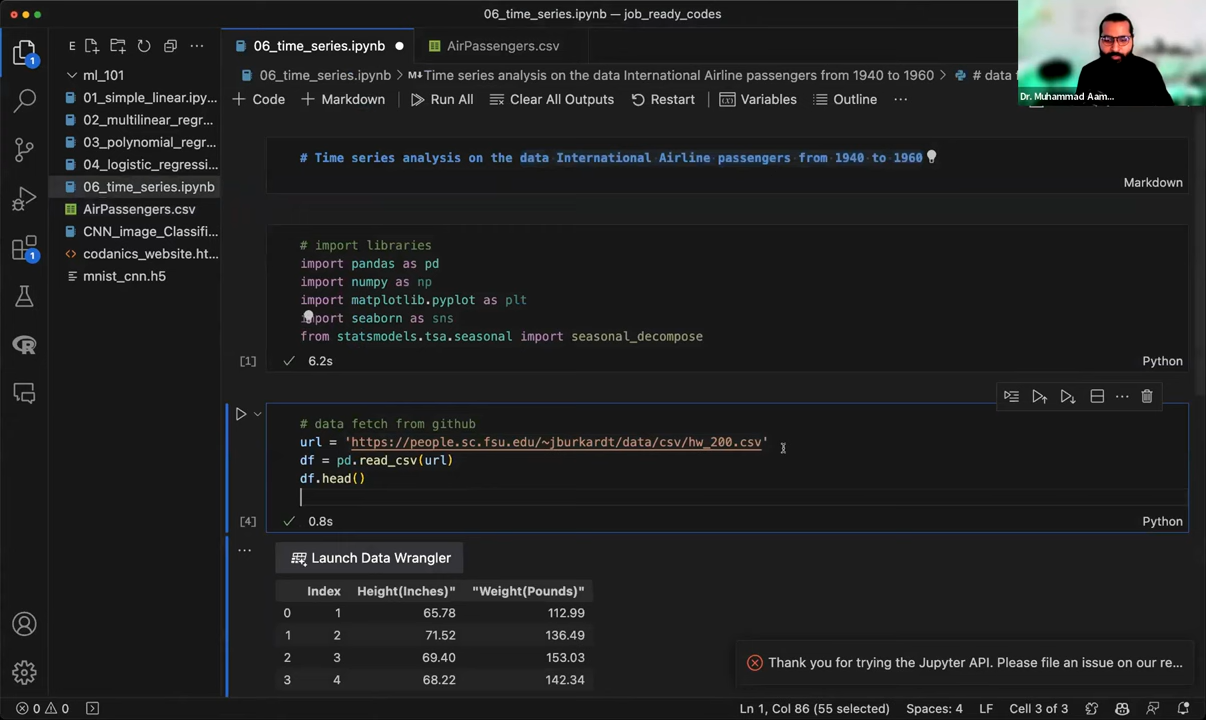 06_time_series.ipynb — job_ready_codes
E
06_time_series.ipynb
AirPassengers.csv
06_time_series.ipynb > M↓ Time series analysis on the data International Airline passengers from 1940 to 1960 > # data f
+ Code + Markdown Run All Clear All Outputs Restart Variables Outline ...
Dr. Muhammad Aam...
ml_101
01_simple_linear.ipy...
02_multilinear_regr...
03_polynomial_regr...
04_logistic_regressi...
06_time_series.ipynb
AirPassengers.csv
CNN_image_Classifi...
codanics_website.ht...
mnist_cnn.h5
1
1
# Time series analysis on the data International Airline passengers from 1940 to 1960
Markdown
# import libraries
import pandas as pd
import numpy as np
import matplotlib.pyplot as plt
import seaborn as sns
from statsmodels.tsa.seasonal import seasonal_decompose
[1] 6.2s Python
# data fetch from github
url = 'https://people.sc.fsu.edu/~jburkardt/data/csv/hw_200.csv'
df = pd.read_csv(url)
df.head()
[4] 0.8s Python
Launch Data Wrangler
Index Height(Inches)" "Weight(Pounds)"
0 1 65.78 112.99
1 2 71.52 136.49
2 3 69.40 153.03
3 4 68.22 142.34
Thank you for trying the Jupyter API. Please file an issue on our re...
0 0 Ln 1, Col 86 (55 selected) Spaces: 4 LF Cell 3 of 3